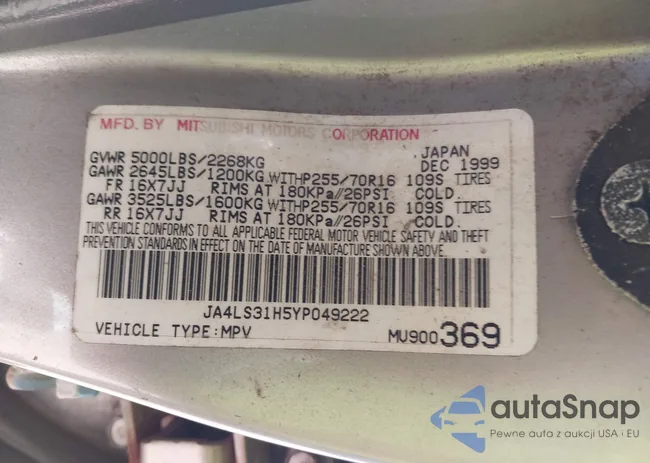 MFD. BY MITSUBISHI MOTORS CORPORATION
JAPAN
GVWR 5000LBS/2268KG DEC 1999
GAWR 2645LBS/1200KG WITHP255/70R16 109S TIRES
FR 16X7JJ RIMS AT 180KPa//26PSI COLD.
GAWR 3525LBS/1600KG WITHP255/70R16 109S TIRES
RR 16X7JJ RIMS AT 180KPa//26PSI COLD.
THIS VEHICLE CONFORMS TO ALL APPLICABLE FEDERAL MOTOR VEHICLE SAFETY AND THEFT
PREVENTION STANDARDS IN EFFECT ON THE DATE OF MANUFACTURE SHOWN ABOVE.
JA4LS31H5YP049222
VEHICLE TYPE:MPV MU900369
autaSnap
Pewne auta z aukcji USA i EU